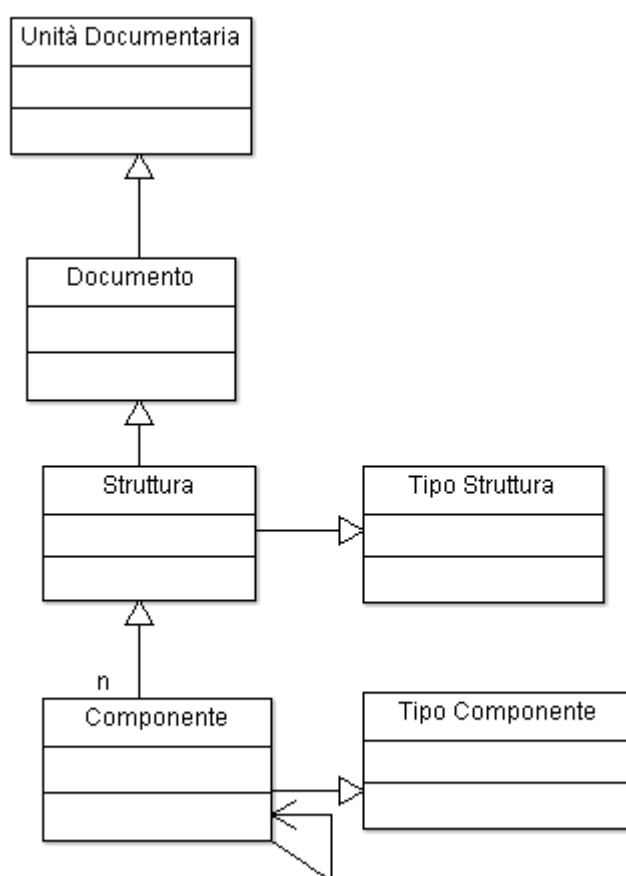 Unità Documentaria
Documento
Struttura
Tipo Struttura
n
Componente
Tipo Componente